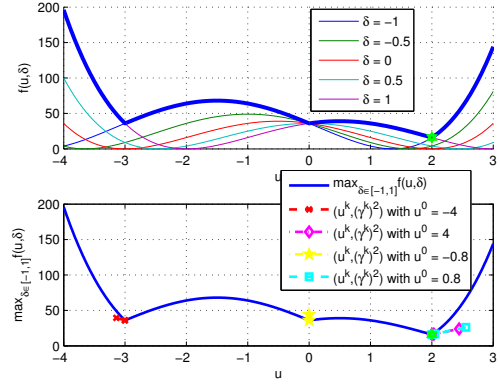 200
150
100
50
0
f(u,δ)
δ = −1
δ = −0.5
δ = 0
δ = 0.5
δ = 1
−4 −3 −2 −1 0 1 2 3
u
200
150
100
50
0
max_{δ∈[−1,1]}f(u,δ)
max_{δ∈[−1,1]}f(u,δ)
(u^k,(γ^k)^2) with u^0 = −4
(u^k,(γ^k)^2) with u^0 = 4
(u^k,(γ^k)^2) with u^0 = −0.8
(u^k,(γ^k)^2) with u^0 = 0.8
−4 −3 −2 −1 0 1 2 3
u